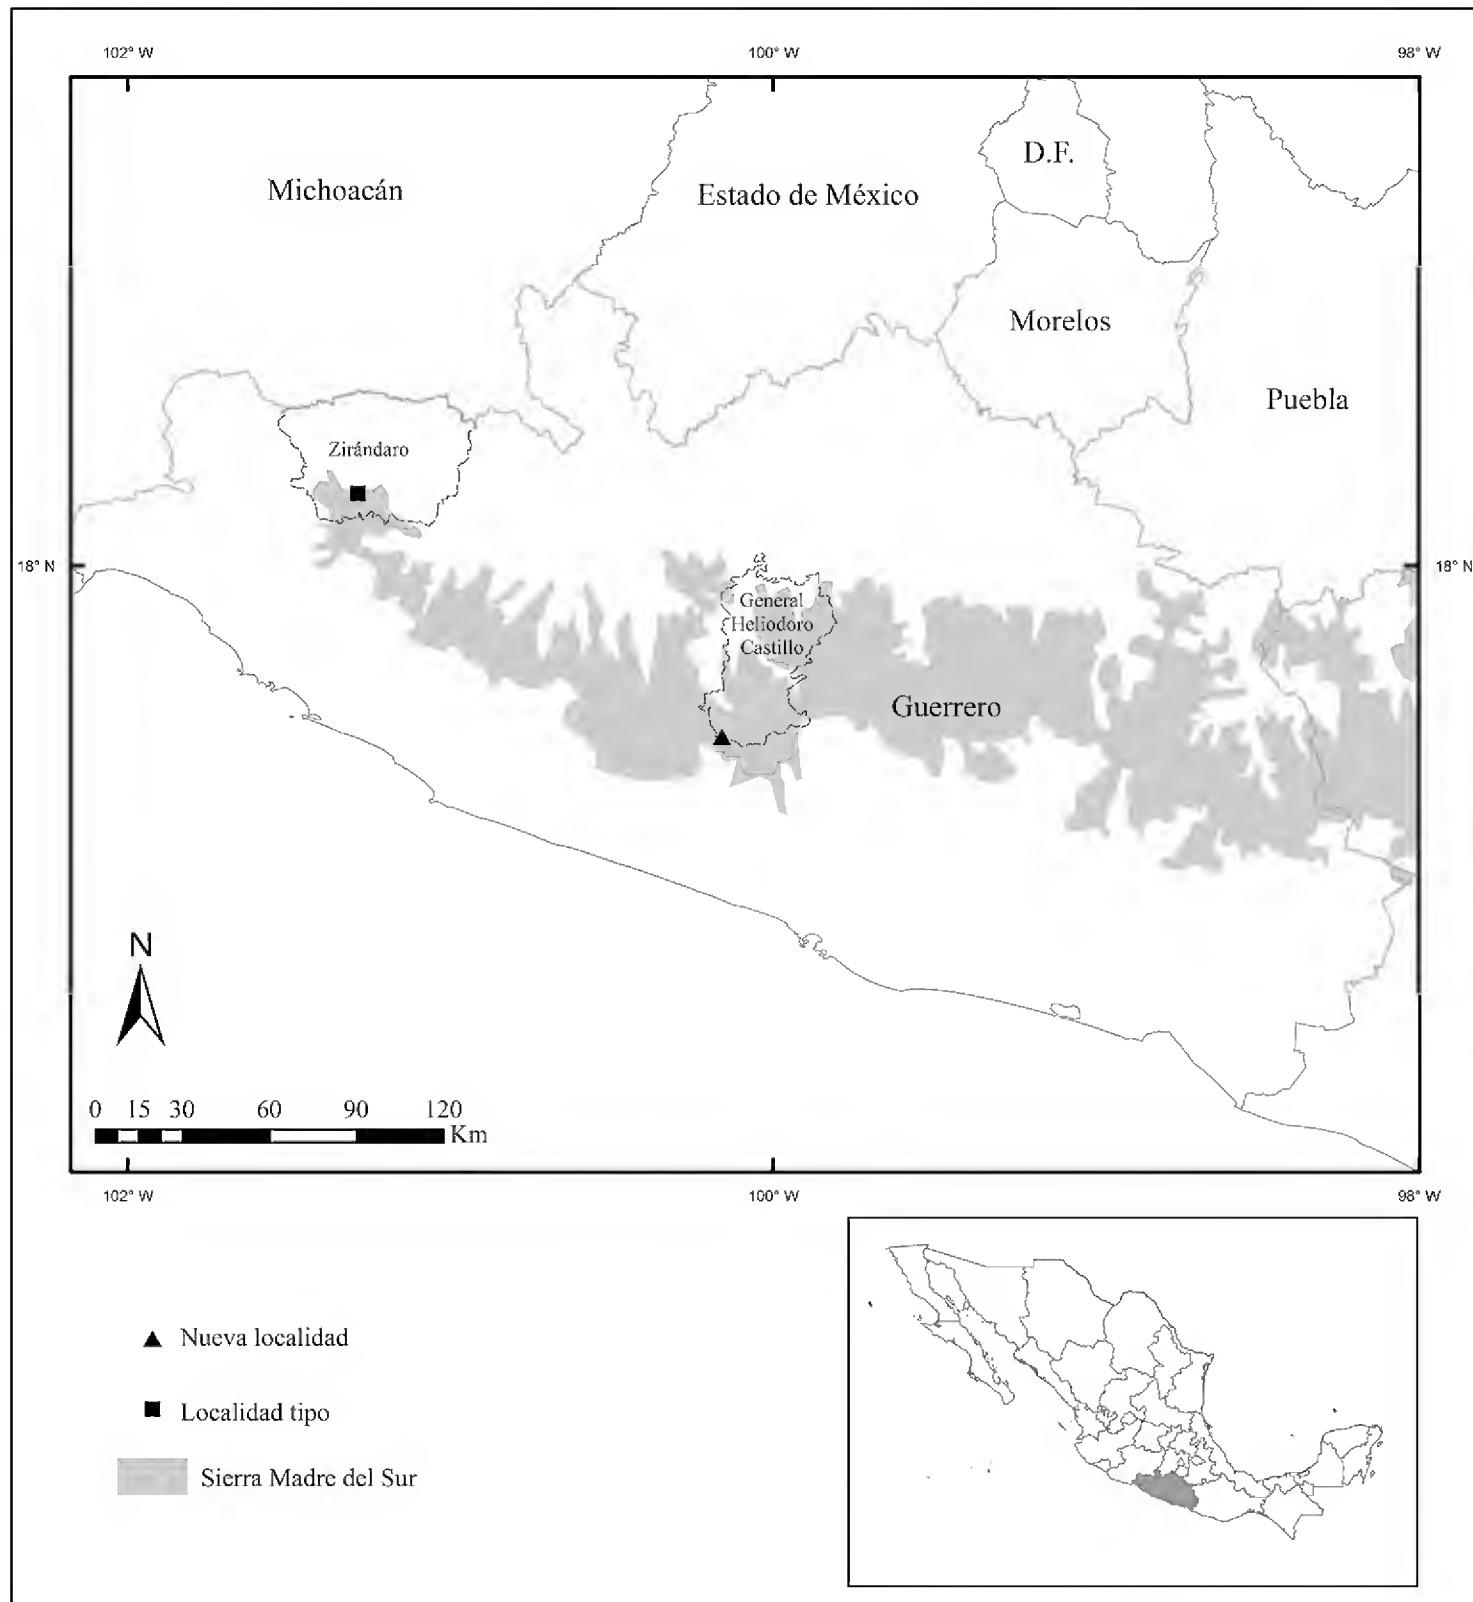 102° W 100° W 98° W
D.F.
Michoacán
Estado de México
Morelos
Puebla
Zirándaro
18° N 18° N
General
Heliodoro
Castillo
Guerrero
N
0 15 30 60 90 120
Km
102° W 100° W 98° W
Nueva localidad
Localidad tipo
Sierra Madre del Sur